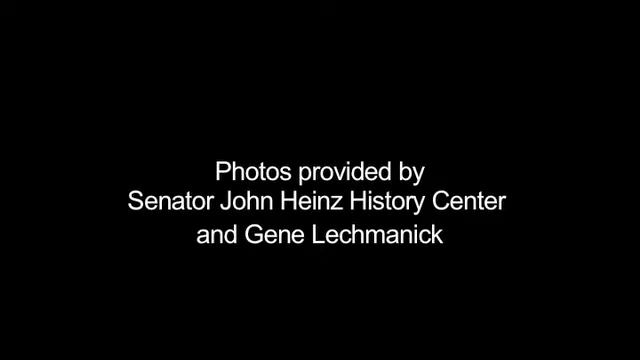 Photos provided by
Senator John Heinz History Center
and Gene Lechmanick